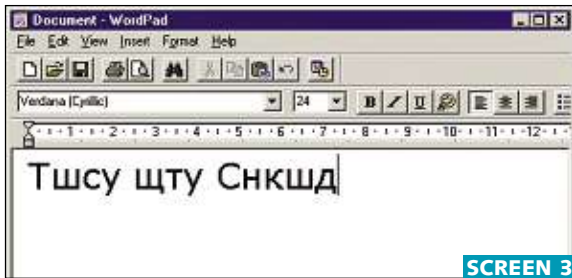 Document - WordPad
File Edit View Insert Format Help
Verdana (Cyrillic) 24 B I U
1 2 3 4 5 6 7 8 9 10 11 12
Тшсу щту Снкшд
SCREEN 3